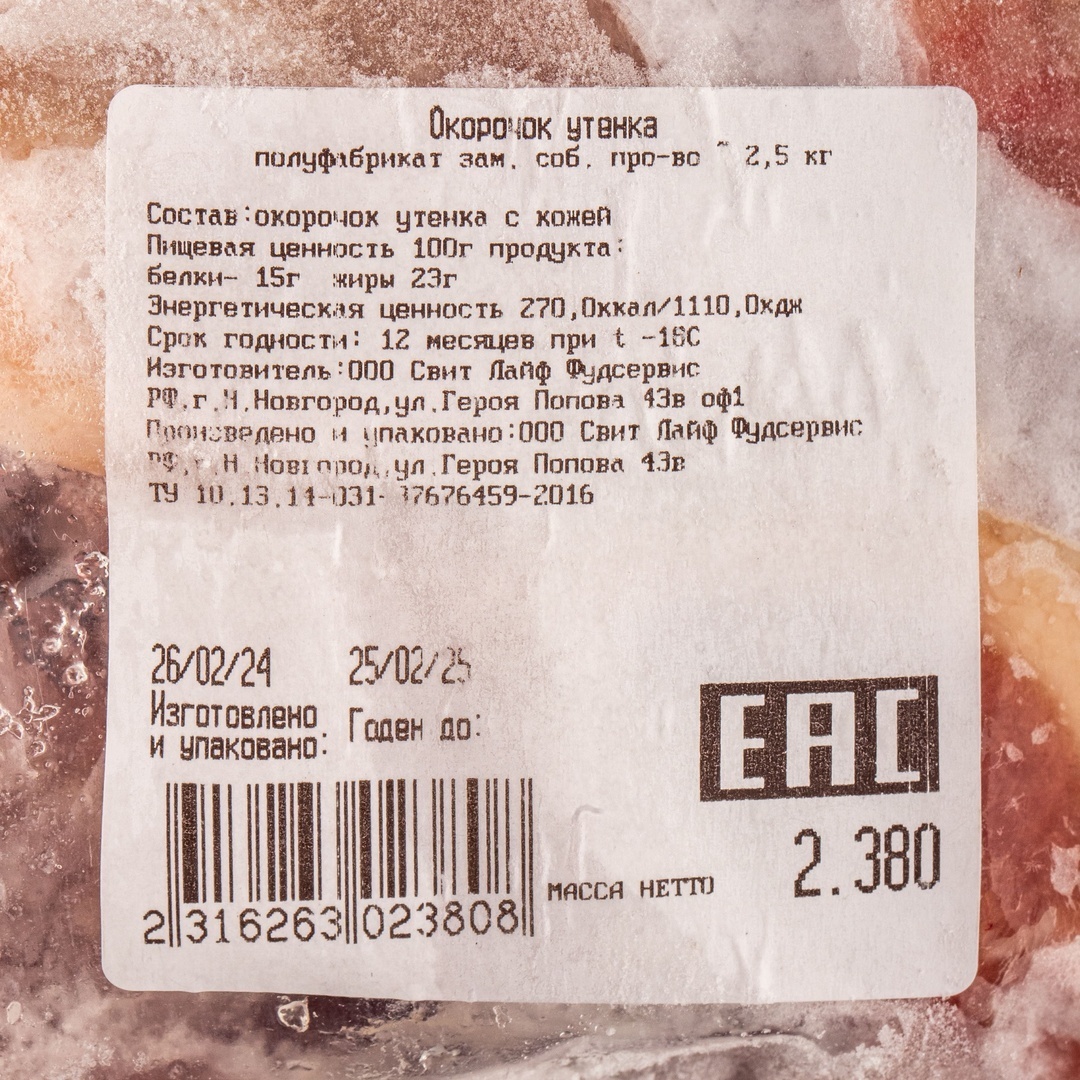 Окорочок утенка
полуфабрикат зам. соб. про-во ~ 2,5 кг
Состав:окорочок утенка с кожей
Пищевая ценность 100г продукта:
белки- 15г жиры 23г
Энергетическая ценность 270,0ккал/1110,0кдж
Срок годности: 12 месяцев при t -18С
Изготовитель:ООО Свит Лайф Фудсервис
РФ,г.Н.Новгород,ул.Героя Попова 43в оф1
Произведено и упаковано:ООО Свит Лайф Фудсервис
РФ,г.Н.Новгород,ул.Героя Попова 43в
ТУ 10.13.14-031-37676459-2016
26/02/24 25/02/25
Изготовлено
и упаковано: Годен до:
EAC
2.380
МАССА НЕТТО
2 316263 023808